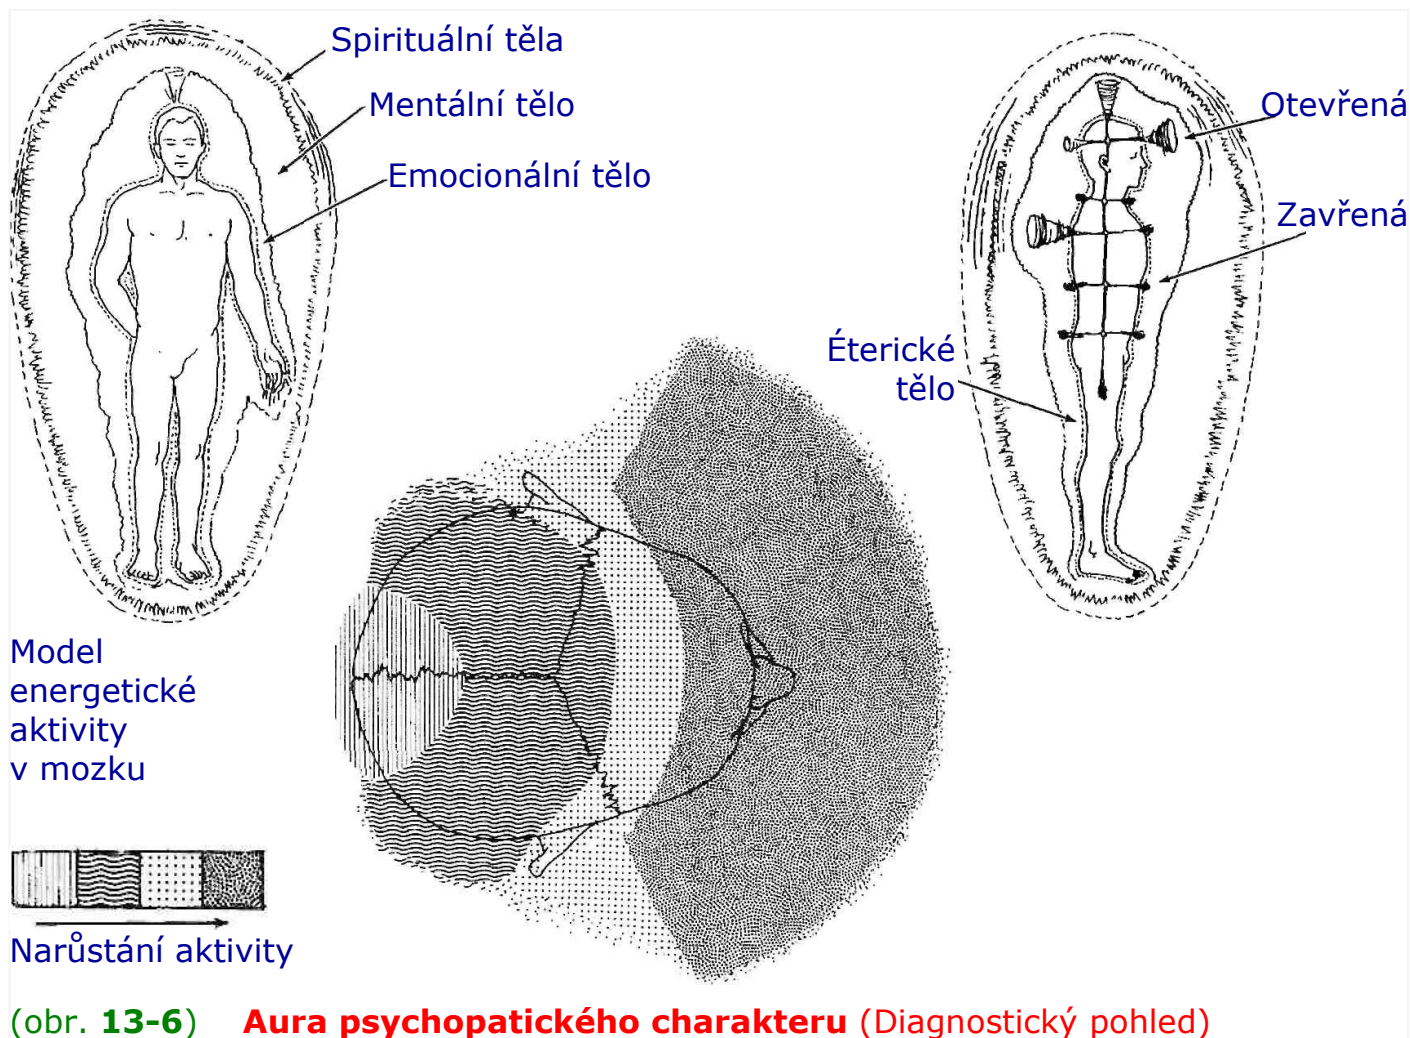 Spirituální těla
Mentální tělo
Emocionální tělo
Otevřená
Zavřená
Éterické
tělo
Model
energetické
aktivity
v mozku
Narůstání aktivity
(obr. 13-6) Aura psychopatického charakteru (Diagnostický pohled)